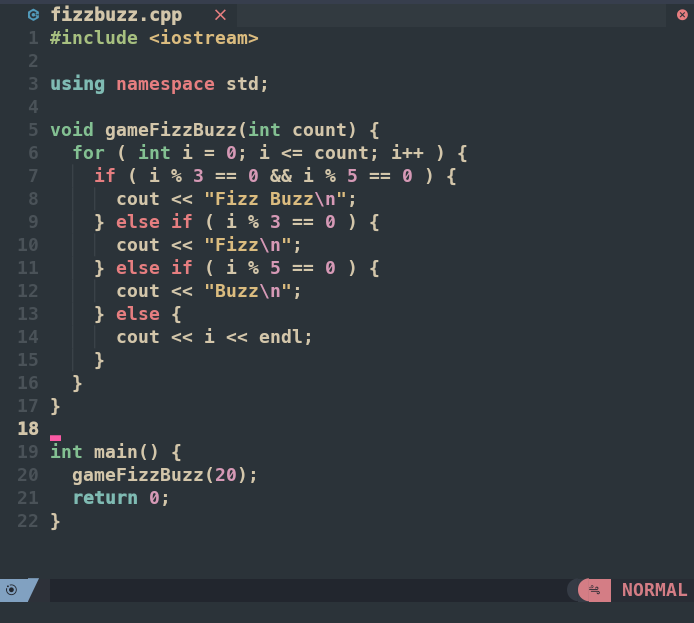 fizzbuzz.cpp
1 #include <iostream>
2
3 using namespace std;
4
5 void gameFizzBuzz(int count) {
6   for ( int i = 0; i <= count; i++ ) {
7     if ( i % 3 == 0 && i % 5 == 0 ) {
8       cout << "Fizz Buzz\n";
9     } else if ( i % 3 == 0 ) {
10       cout << "Fizz\n";
11     } else if ( i % 5 == 0 ) {
12       cout << "Buzz\n";
13     } else {
14       cout << i << endl;
15     }
16   }
17 }
18
19 int main() {
20   gameFizzBuzz(20);
21   return 0;
22 }
NORMAL